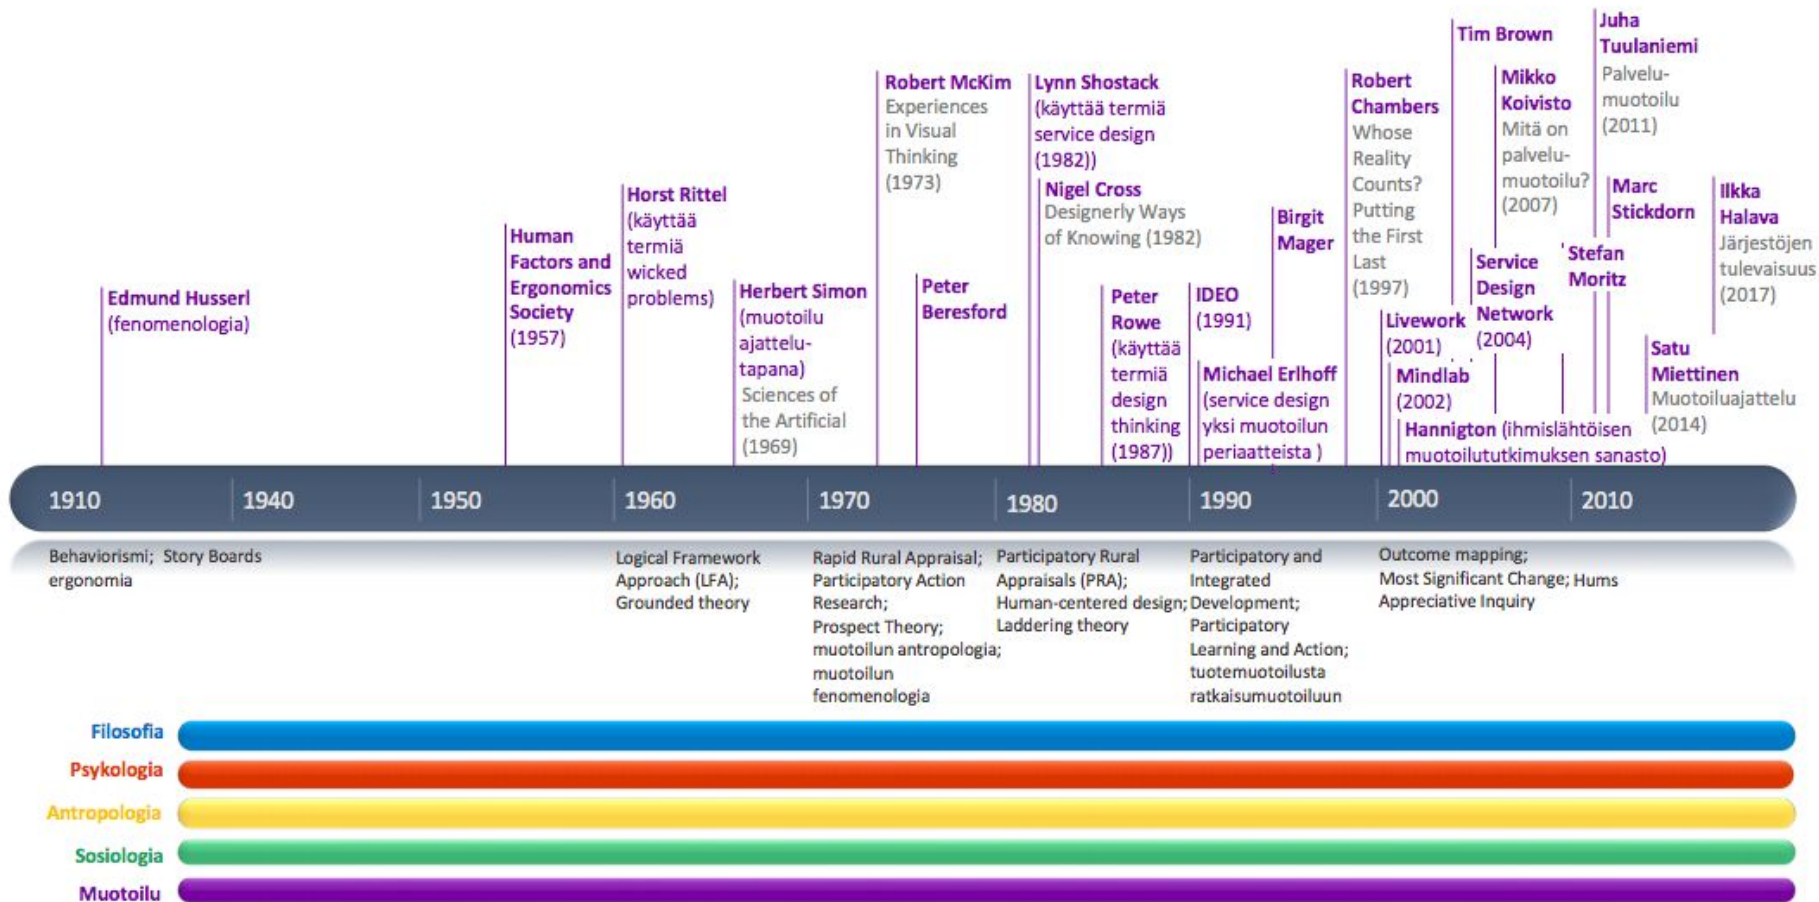 Edmund Husserl
(fenomenologia)
Human
Factors and
Ergonomics
Society
(1957)
Horst Rittel
(käyttää
termiä
wicked
problems)
Herbert Simon
(muotoilu
ajattelu-
tapana)
Sciences of
the Artificial
(1969)
Robert McKim
Experiences
in Visual
Thinking
(1973)
Peter
Beresford
Lynn Shostack
(käyttää termiä
service design
(1982))
Nigel Cross
Designerly Ways
of Knowing (1982)
Peter
Rowe
(käyttää
termiä
design
thinking
(1987))
IDEO
(1991)
Michael Erlhoff
(service design
yksi muotoilun
periaatteista )
Birgit
Mager
Robert
Chambers
Whose
Reality
Counts?
Putting
the First
Last
(1997)
Livework
(2001)
Mindlab
(2002)
Hannigton (ihmislähtöisen
muotoilututkimuksen sanasto)
Tim Brown
Service
Design
Network
(2004)
Mikko
Koivisto
Mitä on
palvelu-
muotoilu?
(2007)
Stefan
Moritz
Juha
Tuulaniemi
Palvelu-
muotoilu
(2011)
Marc
Stickdorn
Satu
Miettinen
Muotoiluajattelu
(2014)
Ilkka
Halava
Järjestöjen
tulevaisuus
(2017)
1910
1940
1950
1960
1970
1980
1990
2000
2010
Behaviorismi;
ergonomia
Story Boards
Logical Framework
Approach (LFA);
Grounded theory
Rapid Rural Appraisal;
Participatory Action
Research;
Prospect Theory;
muotoilun antropologia;
muotoilun
fenomenologia
Participatory Rural
Appraisals (PRA);
Human-centered design;
Laddering theory
Participatory and
Integrated
Development;
Participatory
Learning and Action;
tuotemuotoilusta
ratkaisumuotoiluun
Outcome mapping;
Most Significant Change;
Appreciative Inquiry
Hums
Filosofia
Psykologia
Antropologia
Sosiologia
Muotoilu